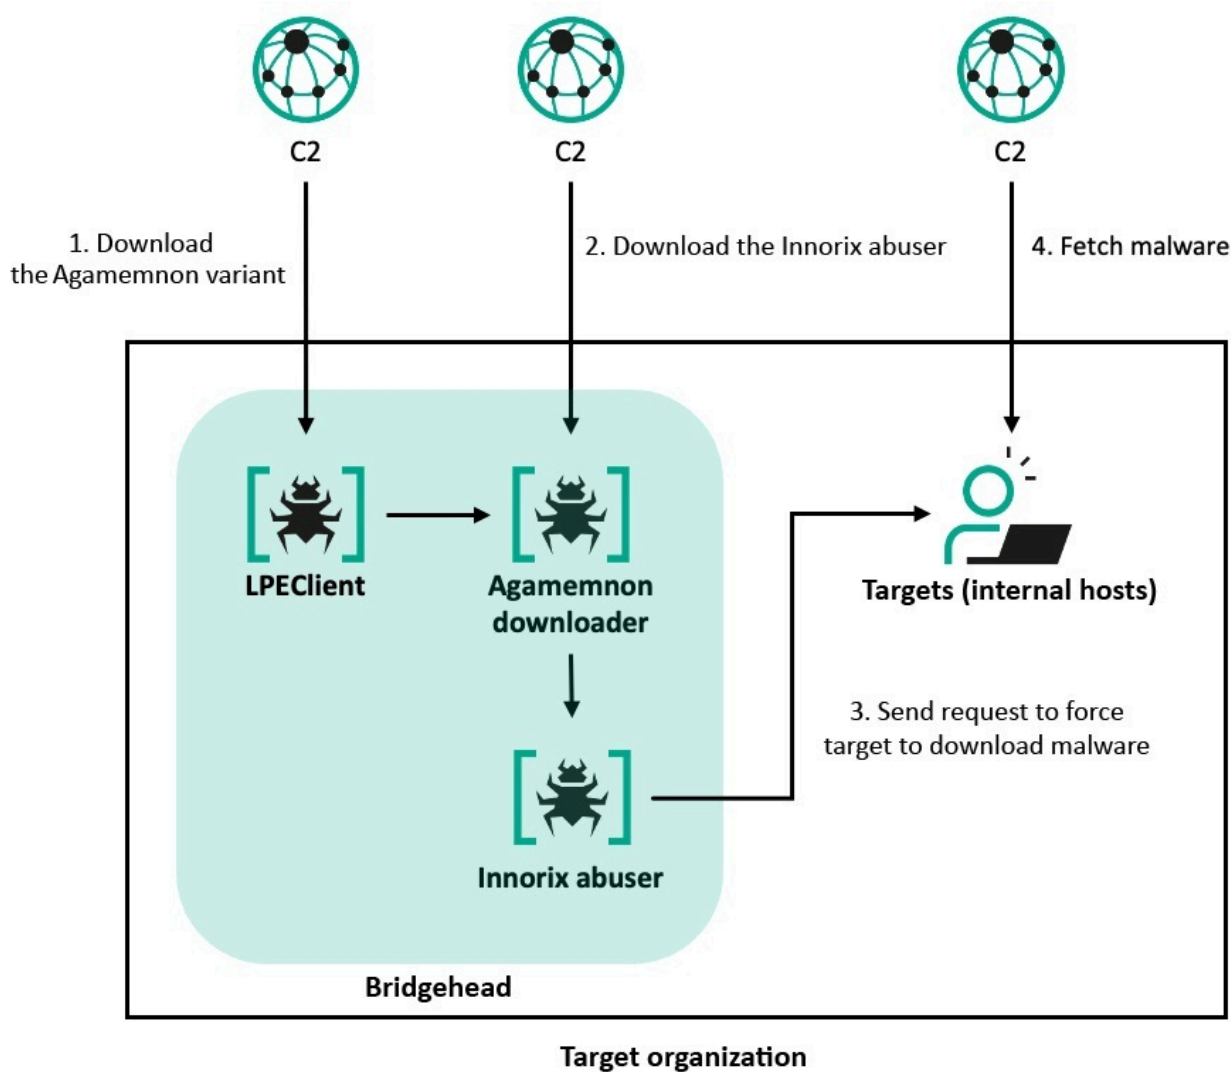 C2
C2
C2
1. Download
the Agamemnon variant
2. Download the Innorix abuser
4. Fetch malware
LPEClient
Agamemnon
downloader
Targets (internal hosts)
3. Send request to force
target to download malware
Innorix abuser
Bridgehead
Target organization